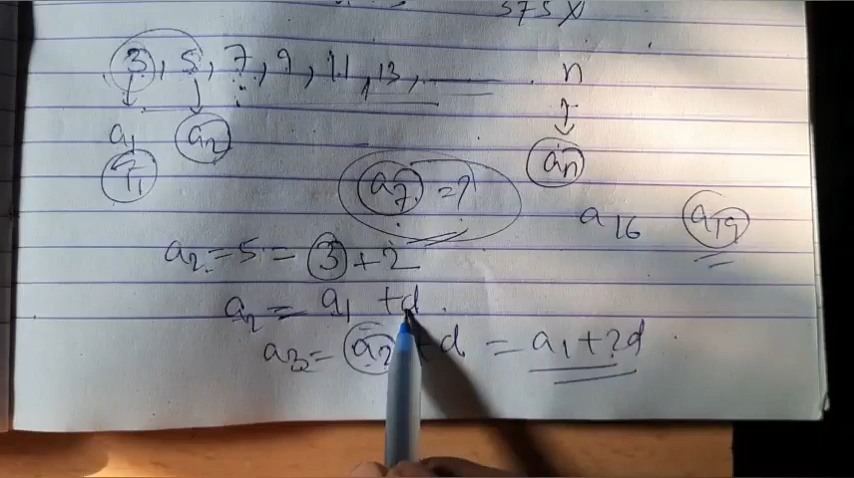 575 X
3, 5, 7, 9, 11, 13, ——— . n
a1 a2 an
T1
a7 = ?
a16 a19
a2 = 5 = 3 + 2
a2 = a1 + d
a3 = a2 + d = a1 + 2d